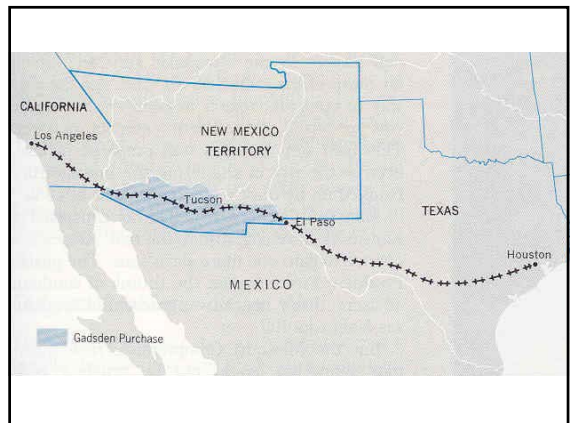 CALIFORNIA
Los Angeles
NEW MEXICO
TERRITORY
Tucson
El Paso
TEXAS
Houston
MEXICO
Gadsden Purchase